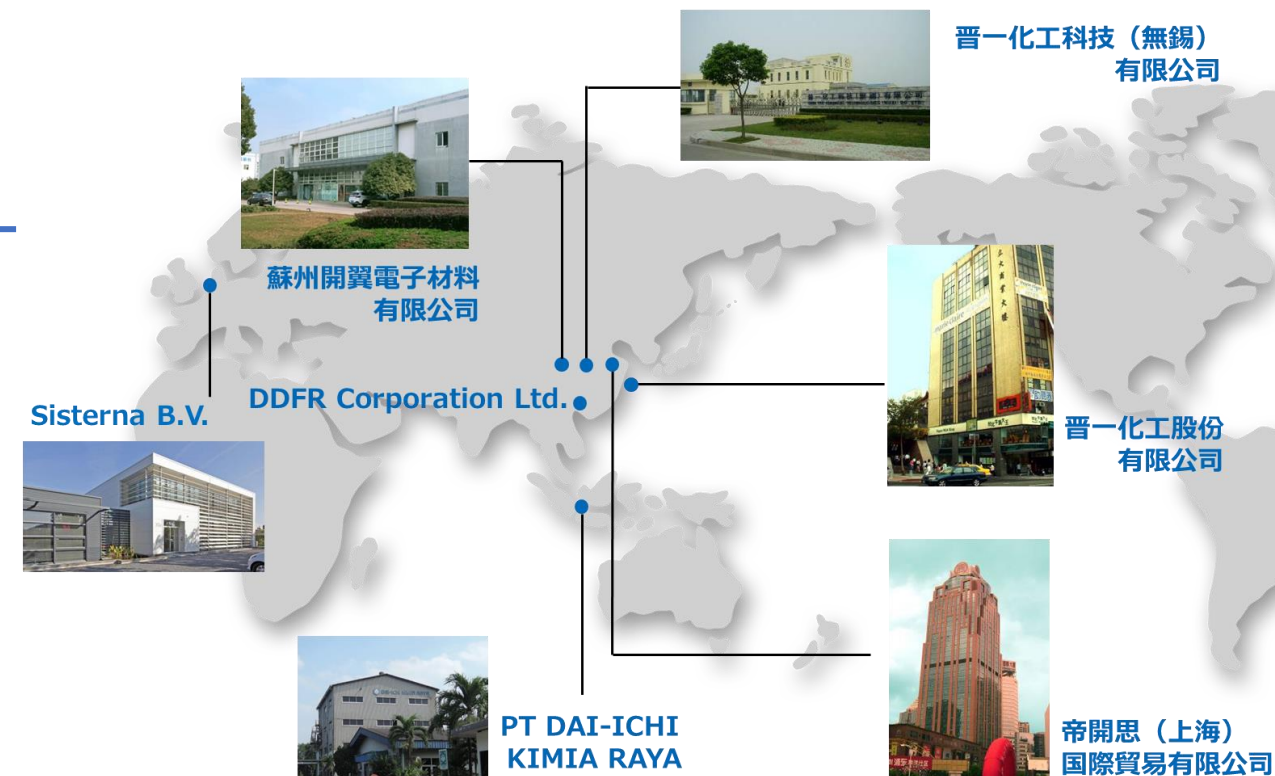 晋一化工科技（無錫）
有限公司
蘇州開翼電子材料
有限公司
DDFR Corporation Ltd.
Sisterna B.V.
晋一化工股份
有限公司
PT DAI-ICHI
KIMIA RAYA
帝開思（上海）
国際貿易有限公司